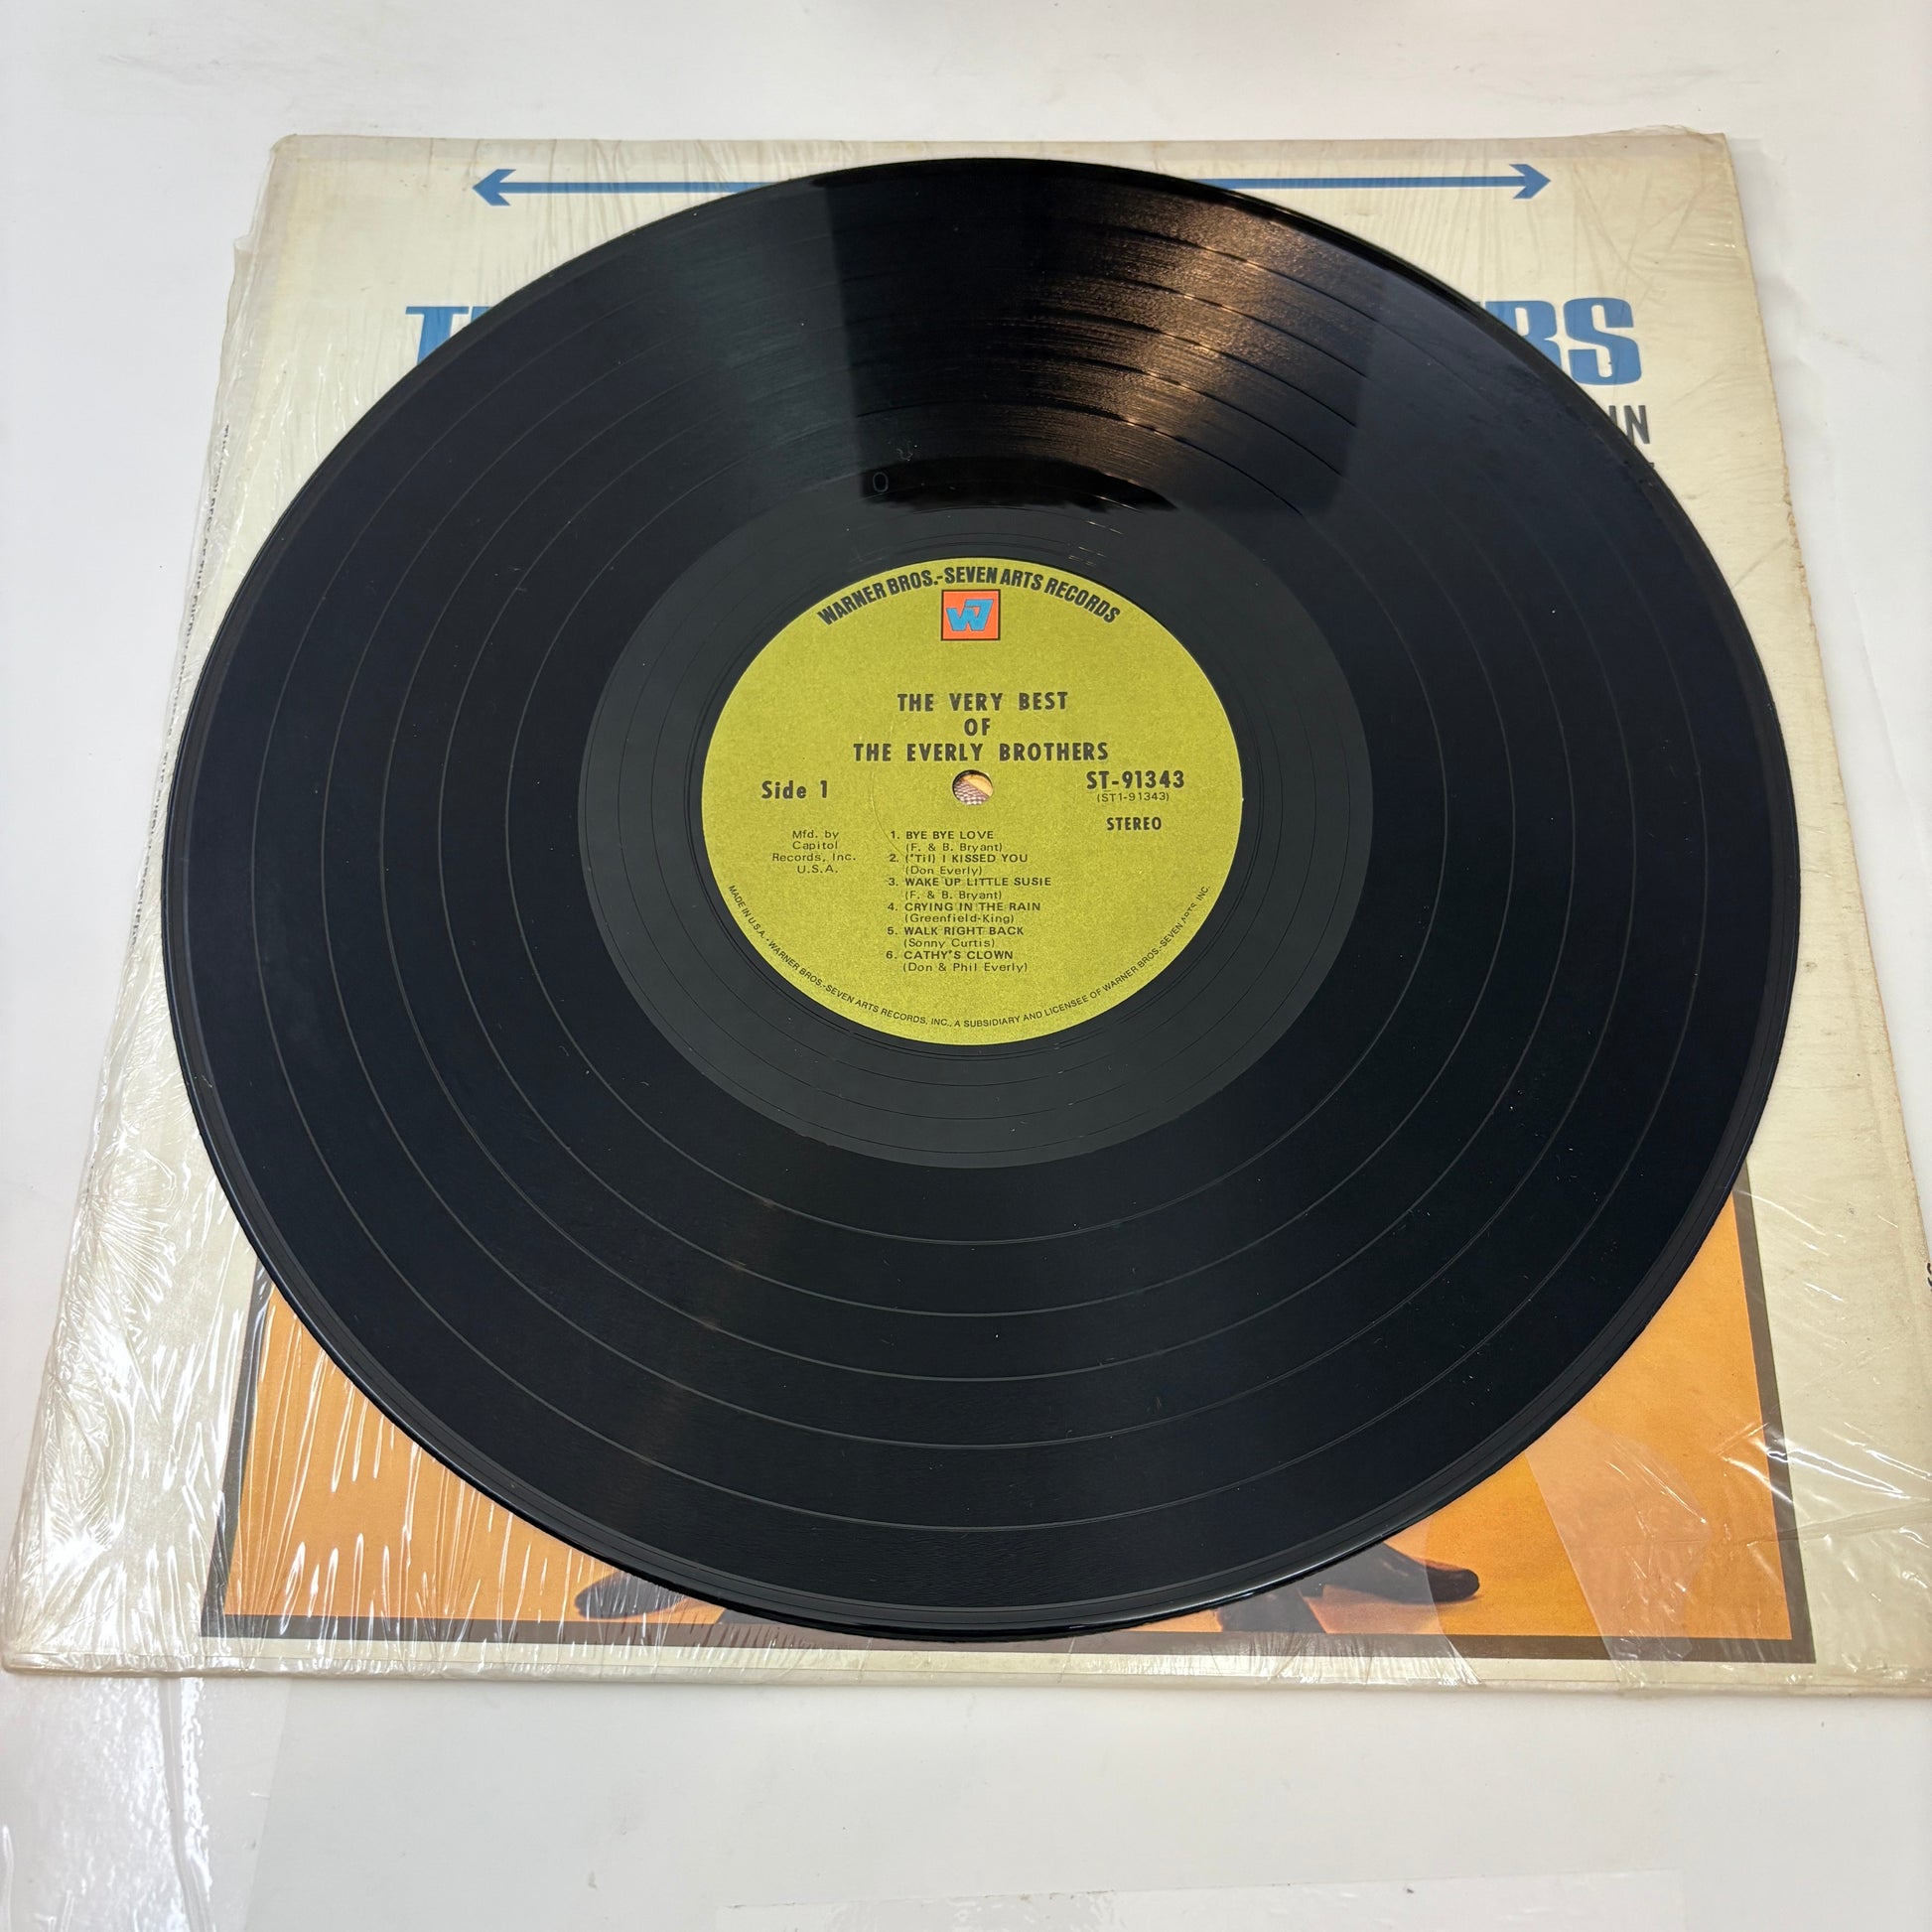 BS
IN
WARNER BROS.-SEVEN ARTS RECORDS
W7
THE VERY BEST
OF
THE EVERLY BROTHERS
Side 1
ST-91343
(ST1-91343)
STEREO
Mfd. by
Capitol
Records, Inc.
U.S.A.
1. BYE BYE LOVE
(F. & B. Bryant)
2. ('Til) I KISSED YOU
(Don Everly)
3. WAKE UP LITTLE SUSIE
(F. & B. Bryant)
4. CRYING IN THE RAIN
(Greenfield-King)
5. WALK RIGHT BACK
(Sonny Curtis)
6. CATHY'S CLOWN
(Don & Phil Everly)
MADE IN U.S.A. · WARNER BROS.-SEVEN ARTS RECORDS, INC., A SUBSIDIARY AND LICENSEE OF WARNER BROS.-SEVEN ARTS, INC.